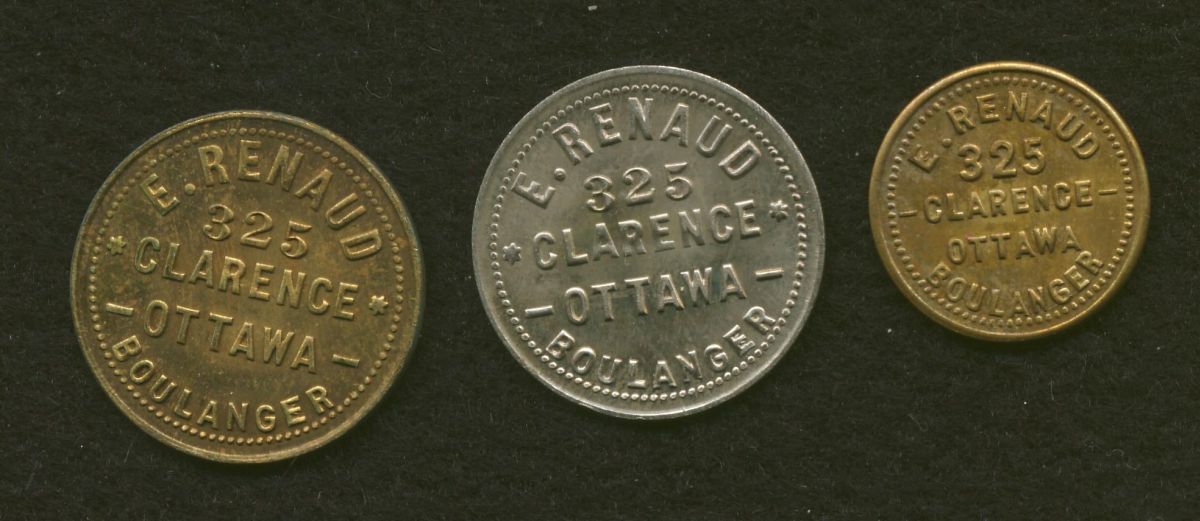 E. RENAUD
325
* CLARENCE *
— OTTAWA —
BOULANGER
E. RENAUD
325
* CLARENCE *
— OTTAWA —
BOULANGER
E. RENAUD
325
— CLARENCE —
OTTAWA
BOULANGER